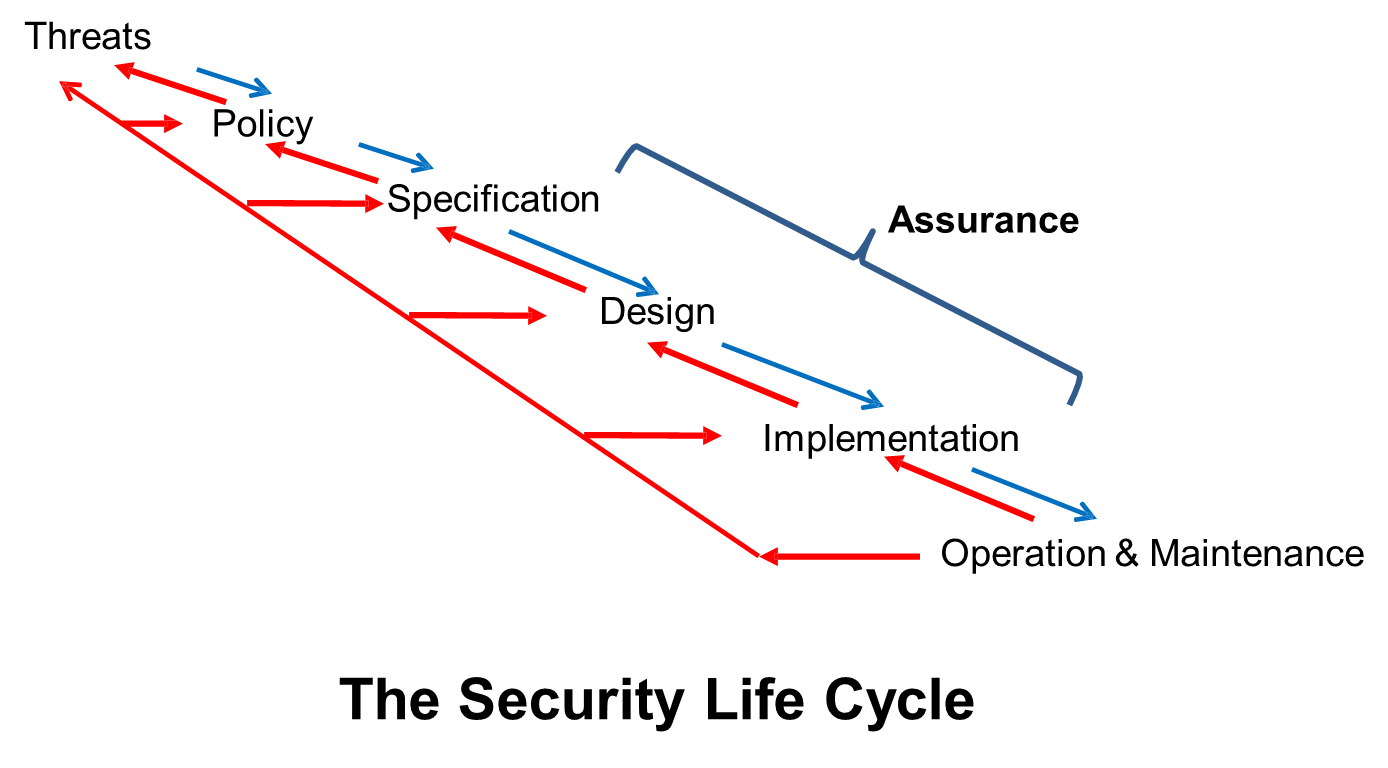 Threats
Policy
Specification
Assurance
Design
Implementation
Operation & Maintenance
The Security Life Cycle